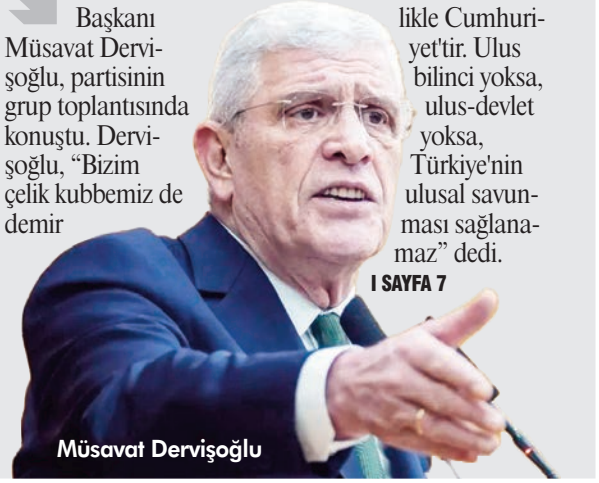 Başkanı
Müsavat Dervi-
şoğlu, partisinin
grup toplantısında
konuştu. Dervi-
şoğlu, “Bizim
çelik kubbemiz de
demir
likle Cumhuri-
yet'tir. Ulus
bilinci yoksa,
ulus-devlet
yoksa,
Türkiye'nin
ulusal savun-
ması sağlana-
maz” dedi.
I SAYFA 7
Müsavat Dervişoğlu